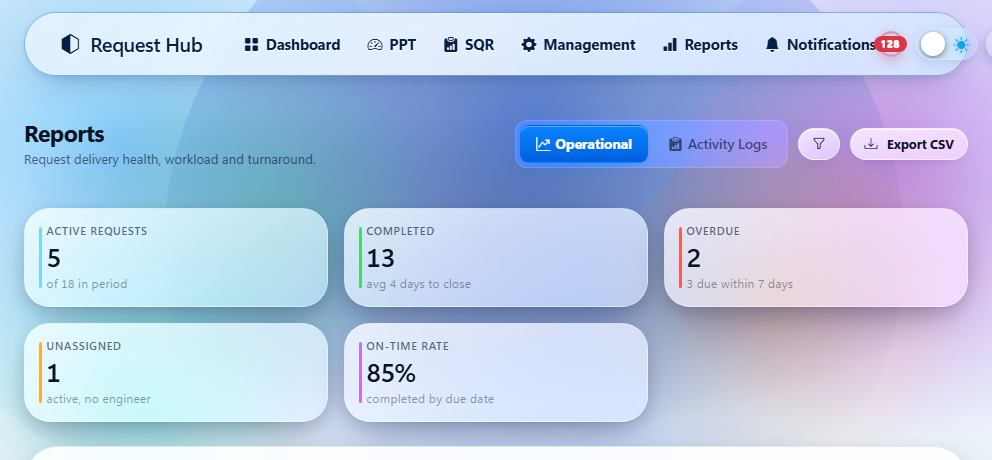 Request Hub
Dashboard
PPT
SQR
Management
Reports
Notifications
128
Reports
Request delivery health, workload and turnaround.
Operational
Activity Logs
Export CSV
ACTIVE REQUESTS
5
of 18 in period
COMPLETED
13
avg 4 days to close
OVERDUE
2
3 due within 7 days
UNASSIGNED
1
active, no engineer
ON-TIME RATE
85%
completed by due date